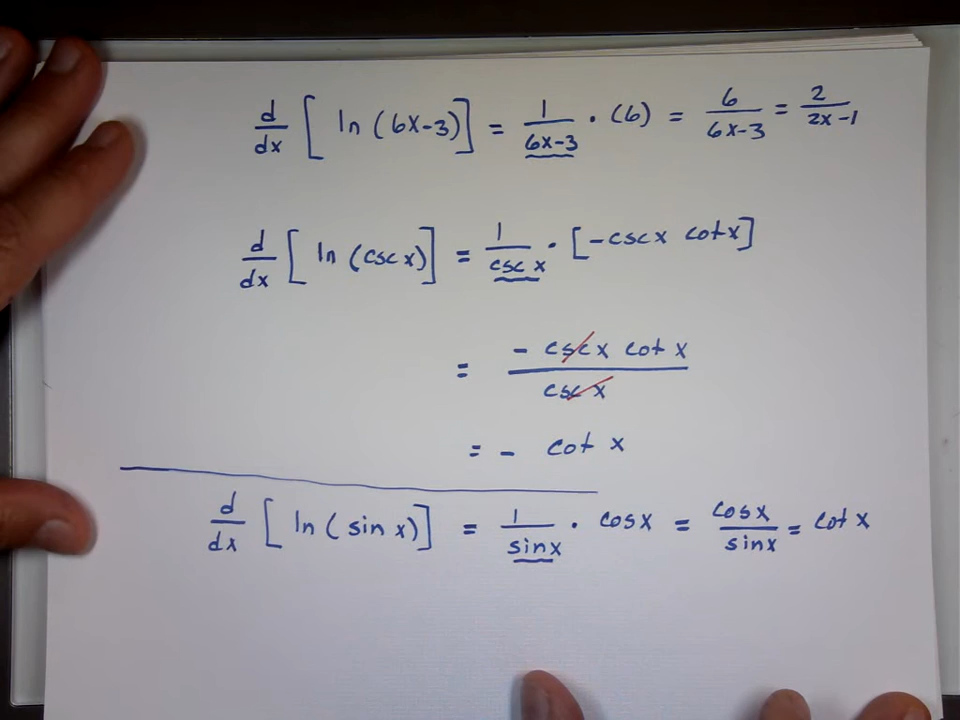 d/dx [ ln (6x-3) ] = 1/(6x-3) · (6) = 6/(6x-3) = 2/(2x-1)
d/dx [ ln (csc x) ] = 1/(csc x) · [-csc x cot x]
= (- csc x cot x)/(csc x)
= - cot x
d/dx [ ln ( sin x) ] = 1/(sin x) · cos x = (cos x)/(sin x) = cot x